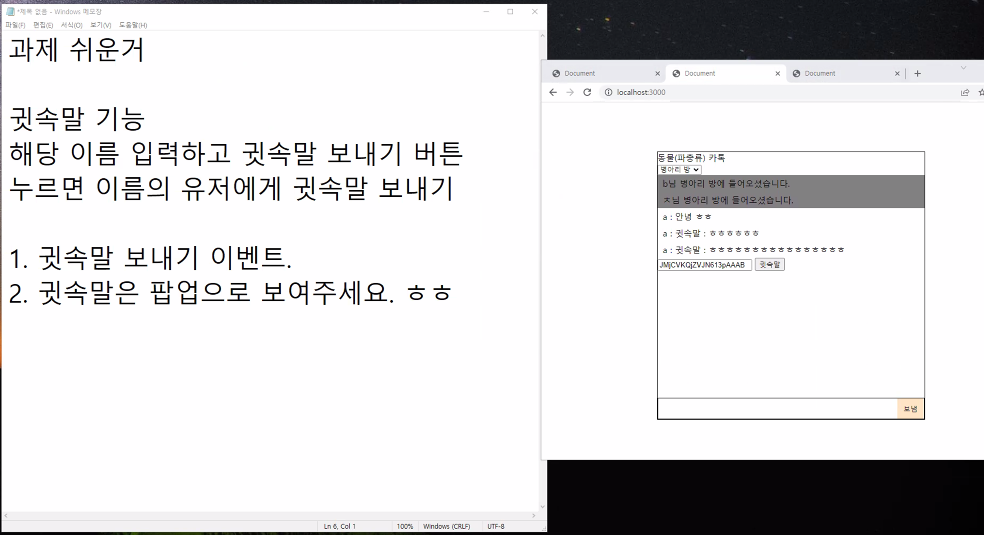 *제목 없음 - Windows 메모장
파일(F) 편집(E) 서식(O) 보기(V) 도움말(H)
과제 쉬운거
귓속말 기능
해당 이름 입력하고 귓속말 보내기 버튼
누르면 이름의 유저에게 귓속말 보내기
1. 귓속말 보내기 이벤트.
2. 귓속말은 팝업으로 보여주세요. ㅎㅎ
Ln 6, Col 1 100% Windows (CRLF) UTF-8
Document Document Document
localhost:3000
동물(파충류) 카톡
병아리 방
b님 병아리 방에 들어오셨습니다.
ㅈ님 병아리 방에 들어오셨습니다.
a : 안녕 ㅎㅎ
a : 귓속말 : ㅎㅎㅎㅎㅎㅎ
a : 귓속말 : ㅎㅎㅎㅎㅎㅎㅎㅎㅎㅎㅎㅎㅎㅎㅎㅎ
JMjCVKQjZVJN613pAAAB 귓속말
보냉